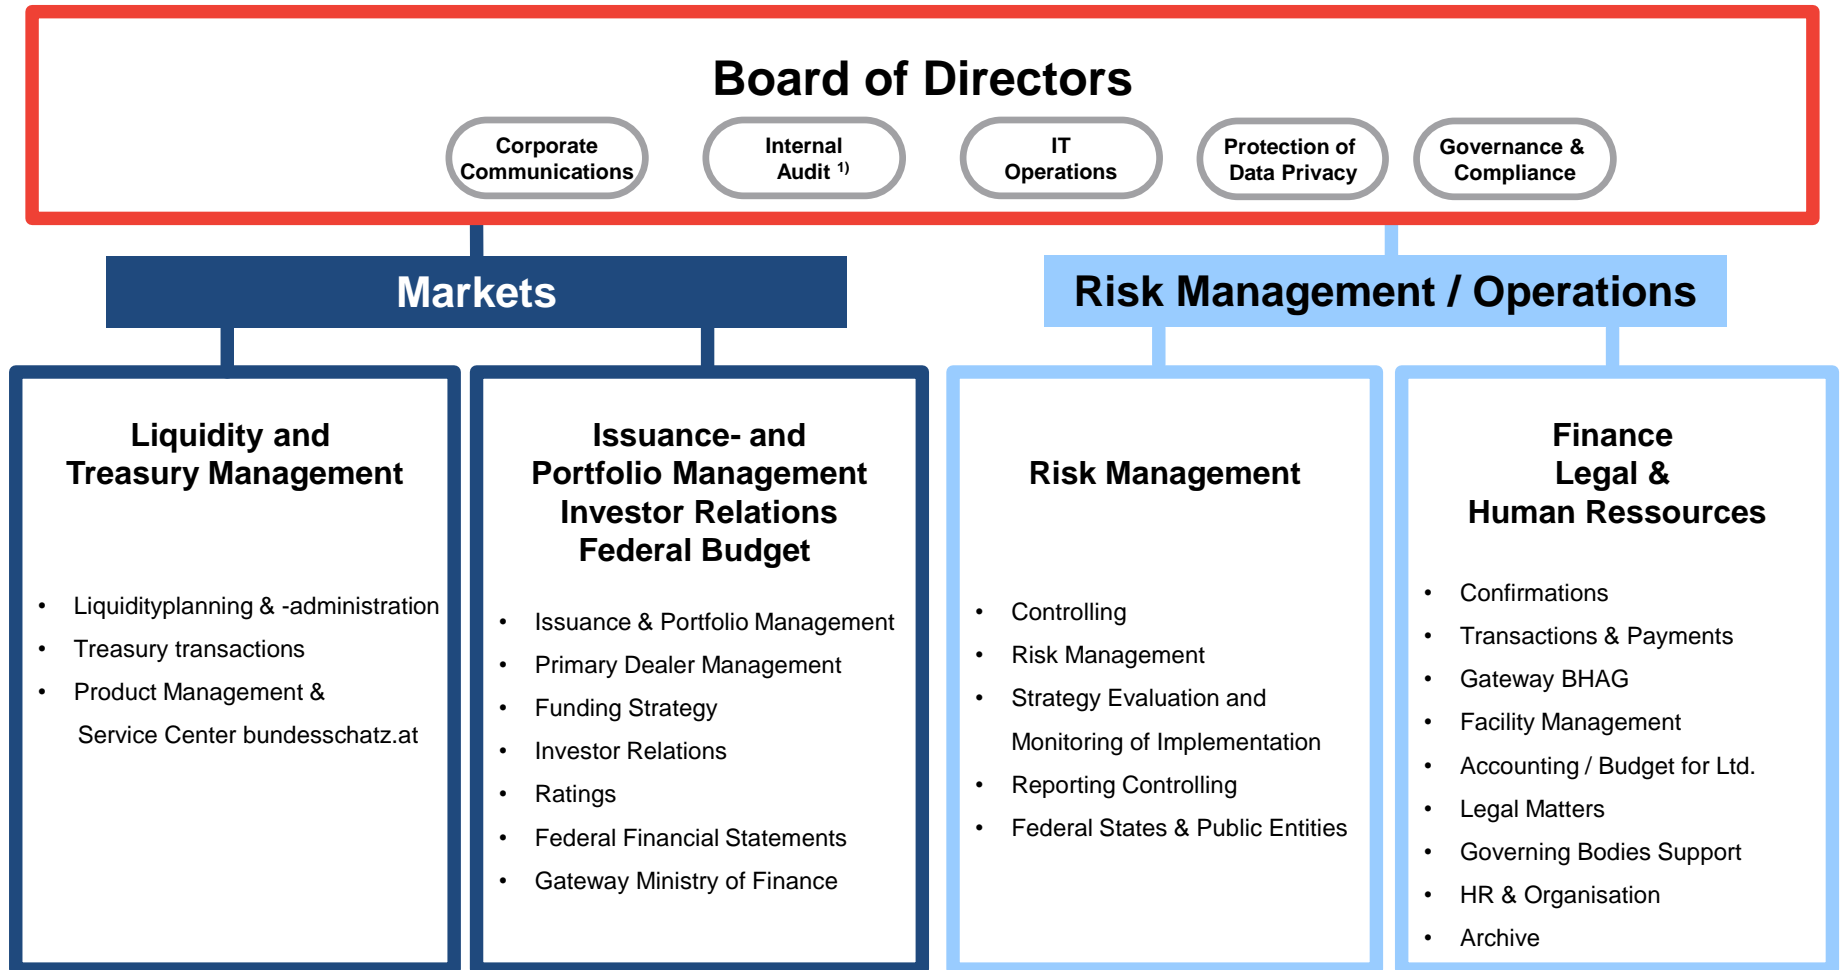 Board of Directors
Corporate
Communications
Internal
Audit 1)
IT
Operations
Protection of
Data Privacy
Governance &
Compliance
Markets
Risk Management / Operations
Liquidity and
Treasury Management
• Liquidityplanning & -administration
• Treasury transactions
• Product Management &
Service Center bundesschatz.at
Issuance- and
Portfolio Management
Investor Relations
Federal Budget
• Issuance & Portfolio Management
• Primary Dealer Management
• Funding Strategy
• Investor Relations
• Ratings
• Federal Financial Statements
• Gateway Ministry of Finance
Risk Management
• Controlling
• Risk Management
• Strategy Evaluation and
Monitoring of Implementation
• Reporting Controlling
• Federal States & Public Entities
Finance
Legal &
Human Ressources
• Confirmations
• Transactions & Payments
• Gateway BHAG
• Facility Management
• Accounting / Budget for Ltd.
• Legal Matters
• Governing Bodies Support
• HR & Organisation
• Archive